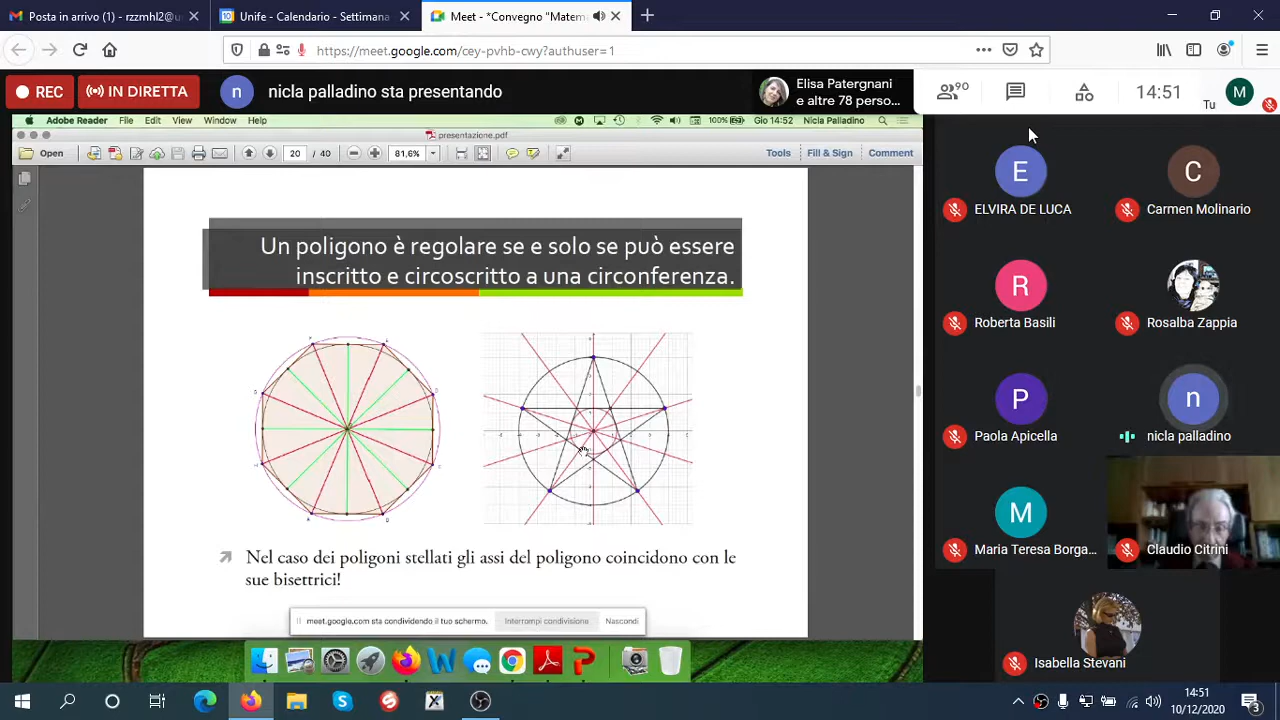 Posta in arrivo (1) - rzzmhl2@u
Unife - Calendario - Settimana
Meet - *Convegno "Matem
https://meet.google.com/cey-pvhb-cwy?authuser=1
REC
IN DIRETTA
n
nicla palladino sta presentando
Elisa Patergnani
e altre 78 perso...
90
14:51
Tu
M
Adobe Reader File Edit View Window Help
100% Gio 14:52 Nicla Palladino
presentazione.pdf
Open 20 / 40 81,6% Tools Fill & Sign Comment
Un poligono è regolare se e solo se può essere
inscritto e circoscritto a una circonferenza.
Nel caso dei poligoni stellati gli assi del poligono coincidono con le
sue bisettrici!
meet.google.com sta condividendo il tuo schermo. Interrompi condivisione Nascondi
E
ELVIRA DE LUCA
C
Carmen Molinario
R
Roberta Basili
Rosalba Zappia
P
Paola Apicella
n
nicla palladino
M
Maria Teresa Borga...
Claudio Citrini
Isabella Stevani
14:51
10/12/2020
3